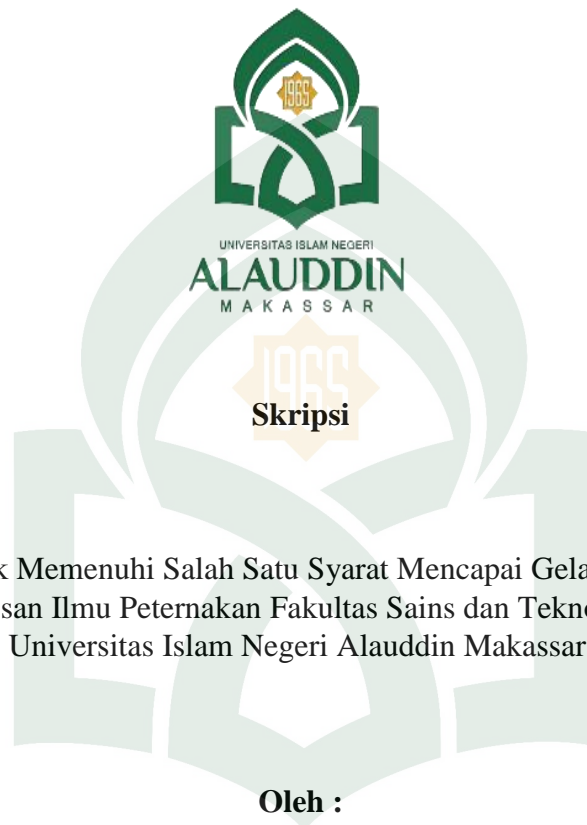 1965
UNIVERSITAS ISLAM NEGERI
ALAUDDIN
MAKASSAR
1965
Skripsi
k Memenuhi Salah Satu Syarat Mencapai Gela
san Ilmu Peternakan Fakultas Sains dan Tekno
Universitas Islam Negeri Alauddin Makassar
Oleh :